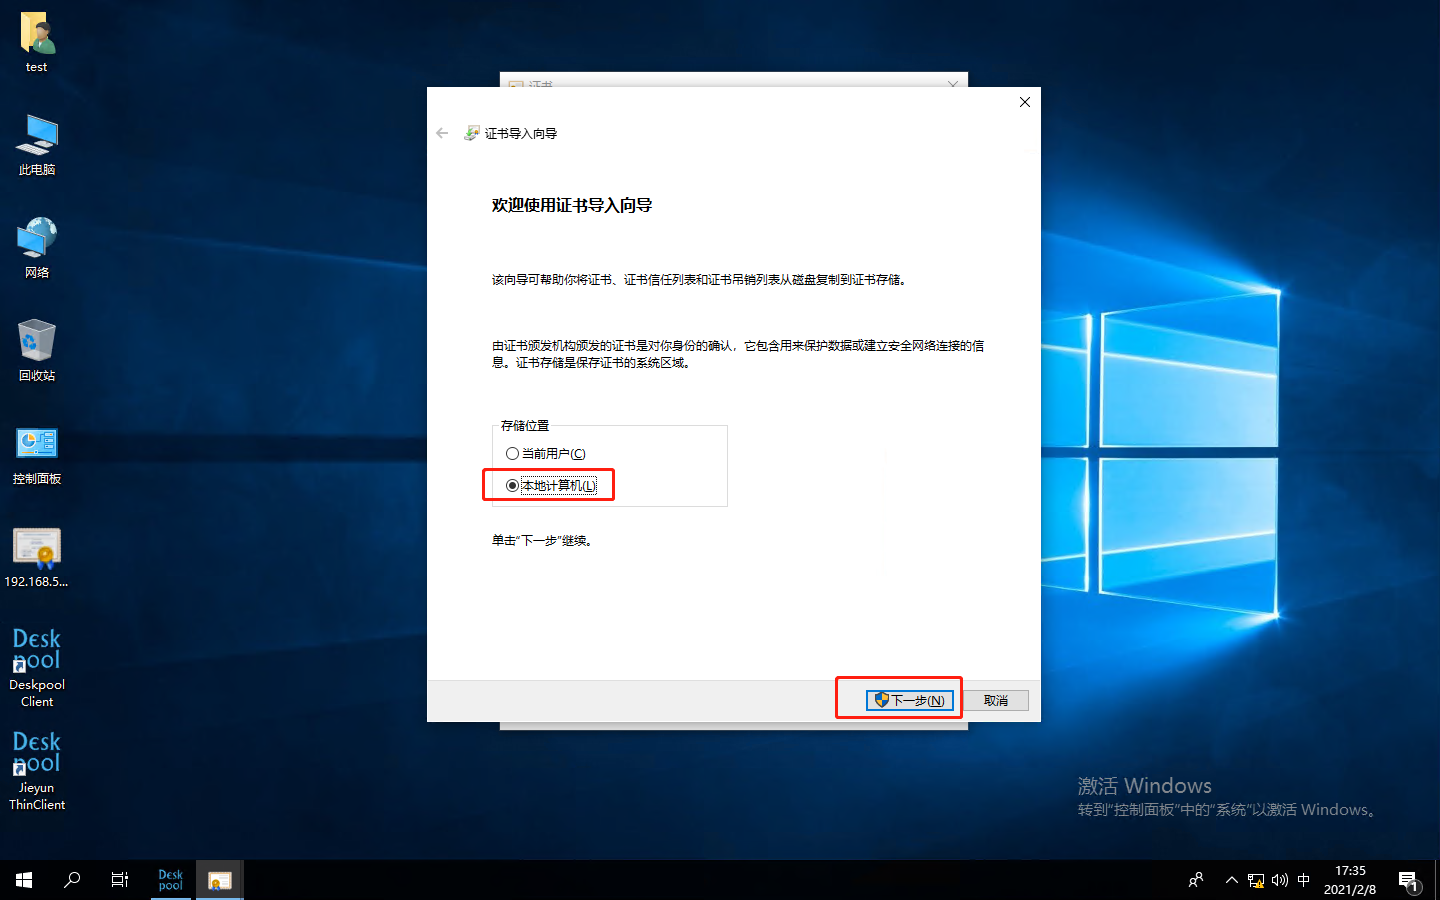 test
此电脑
网络
回收站
控制面板
192.168.5...
Desk
pool
Deskpool
Client
Desk
pool
Jieyun
ThinClient
证书
证书导入向导
欢迎使用证书导入向导
该向导可帮助你将证书、证书信任列表和证书吊销列表从磁盘复制到证书存储。
由证书颁发机构颁发的证书是对你身份的确认，它包含用来保护数据或建立安全网络连接的信
息。证书存储是保存证书的系统区域。
存储位置
当前用户(C)
本地计算机(L)
单击“下一步”继续。
下一步(N)
取消
激活 Windows
转到“控制面板”中的“系统”以激活 Windows。
Desk
pool
中
17:35
2021/2/8
1